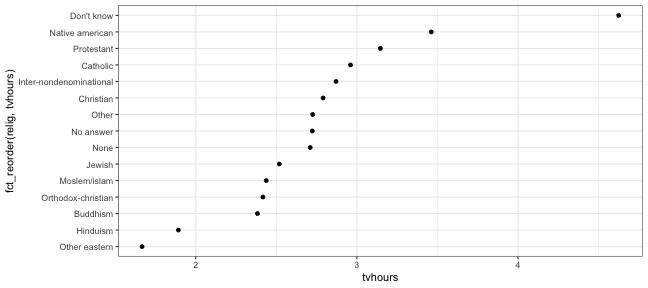 Don't know
Native american
Protestant
Catholic
Inter-nondenominational
Christian
Other
No answer
None
Jewish
Moslem/islam
Orthodox-christian
Buddhism
Hinduism
Other eastern
fct_reorder(relig, tvhours)
2 3 4
tvhours